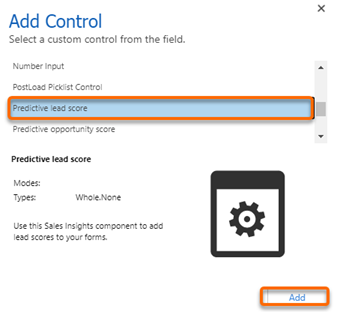 Add Control
Select a custom control from the field.
Number Input
PostLoad Picklist Control
Predictive lead score
Predictive opportunity score
Predictive lead score
Modes:
Types: Whole.None
Use this Sales Insights component to add
lead scores to your forms.
Add